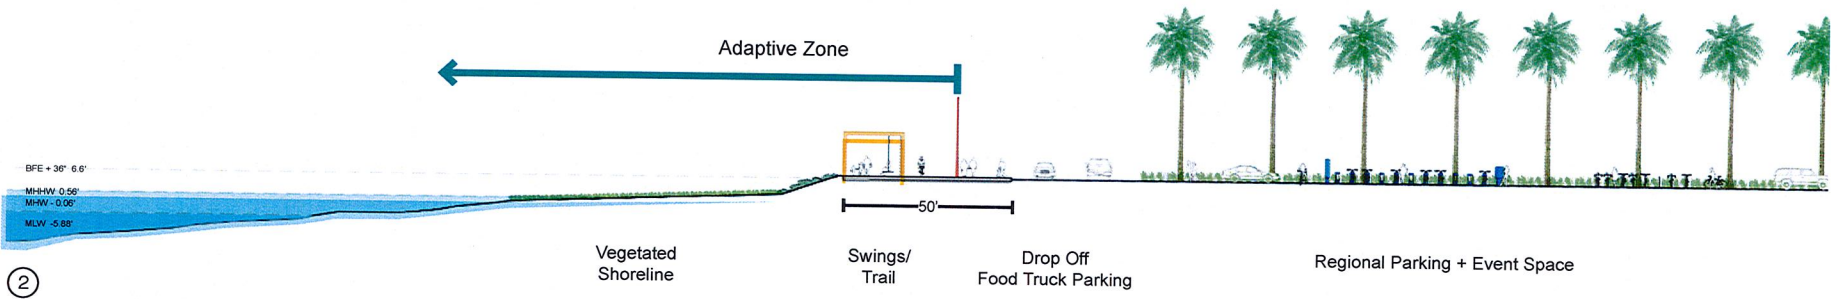 Adaptive Zone
BFE + 36" 6.6'
MHHW 0.56'
MHW - 0.06'
MLW -5.88'
50'
Vegetated
Shoreline
Swings/
Trail
Drop Off
Food Truck Parking
Regional Parking + Event Space
2